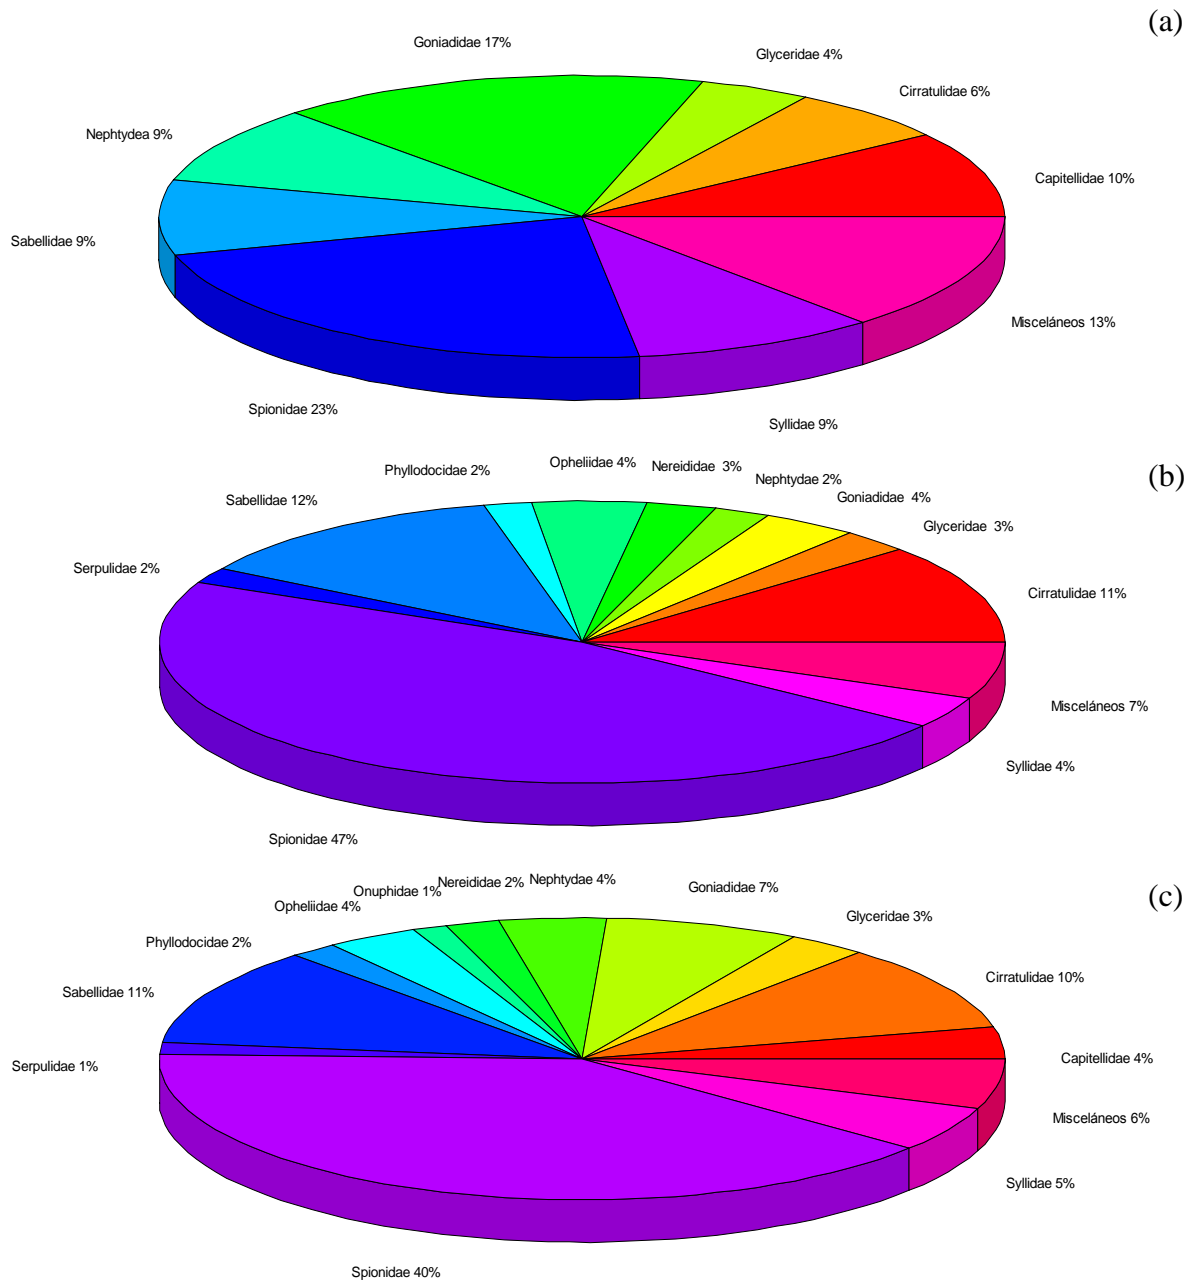 (a)
Goniadidae 17%
Glyceridae 4%
Cirratulidae 6%
Nephtydea 9%
Capitellidae 10%
Sabellidae 9%
Misceláneos 13%
Spionidae 23%
Syllidae 9%
(b)
Phyllodocidae 2%
Opheliidae 4%
Nereididae 3%
Nephtydae 2%
Sabellidae 12%
Goniadidae 4%
Glyceridae 3%
Serpulidae 2%
Cirratulidae 11%
Misceláneos 7%
Syllidae 4%
Spionidae 47%
(c)
Onuphidae 1%
Nereididae 2%
Nephtydae 4%
Goniadidae 7%
Opheliidae 4%
Glyceridae 3%
Phyllodocidae 2%
Cirratulidae 10%
Sabellidae 11%
Serpulidae 1%
Capitellidae 4%
Misceláneos 6%
Syllidae 5%
Spionidae 40%